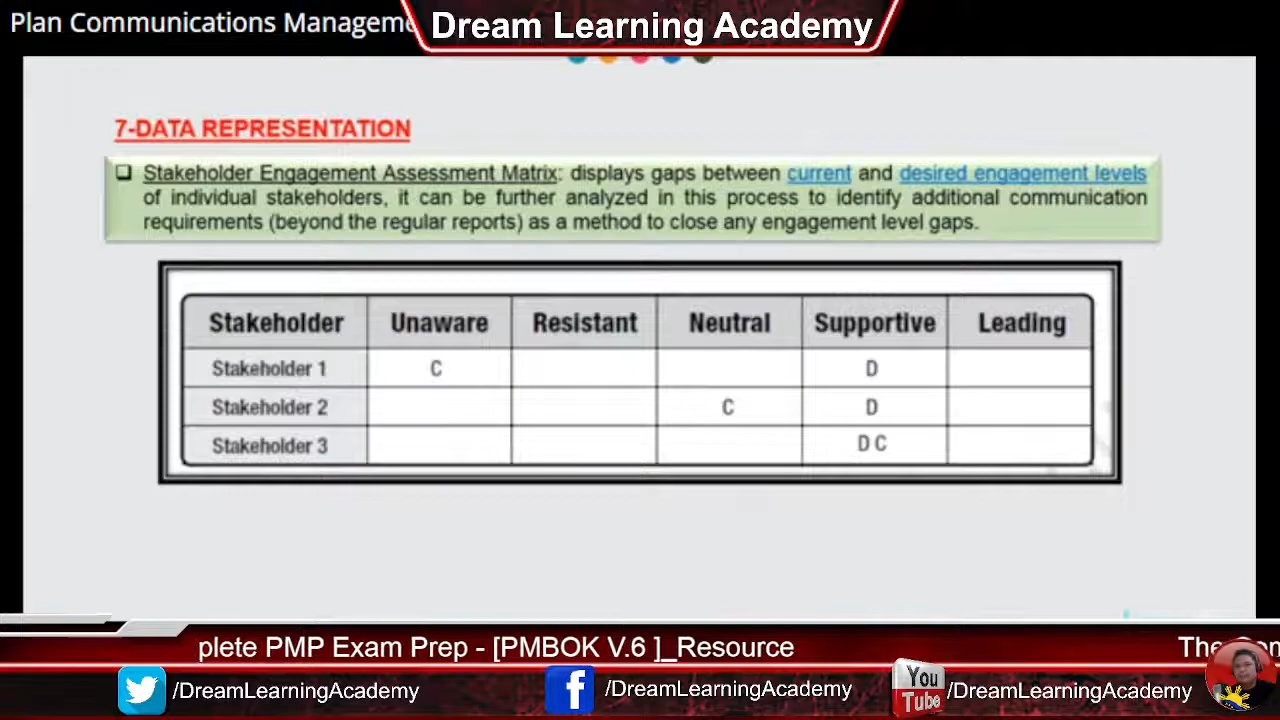 Plan Communications Manageme
Dream Learning Academy
7-DATA REPRESENTATION
Stakeholder Engagement Assessment Matrix: displays gaps between current and desired engagement levels
of individual stakeholders, it can be further analyzed in this process to identify additional communication
requirements (beyond the regular reports) as a method to close any engagement level gaps.
Stakeholder Unaware Resistant Neutral Supportive Leading
Stakeholder 1 C D
Stakeholder 2 C D
Stakeholder 3 D C
plete PMP Exam Prep - [PMBOK V.6 ]_Resource
/DreamLearningAcademy
/DreamLearningAcademy
You
Tube
/DreamLearningAcademy